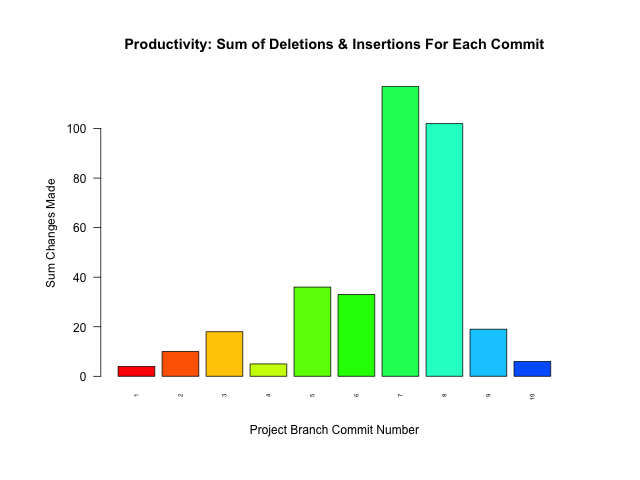 Productivity: Sum of Deletions & Insertions For Each Commit
Sum Changes Made
100
80
60
40
20
0
1 2 3 4 5 6 7 8 9 10
Project Branch Commit Number